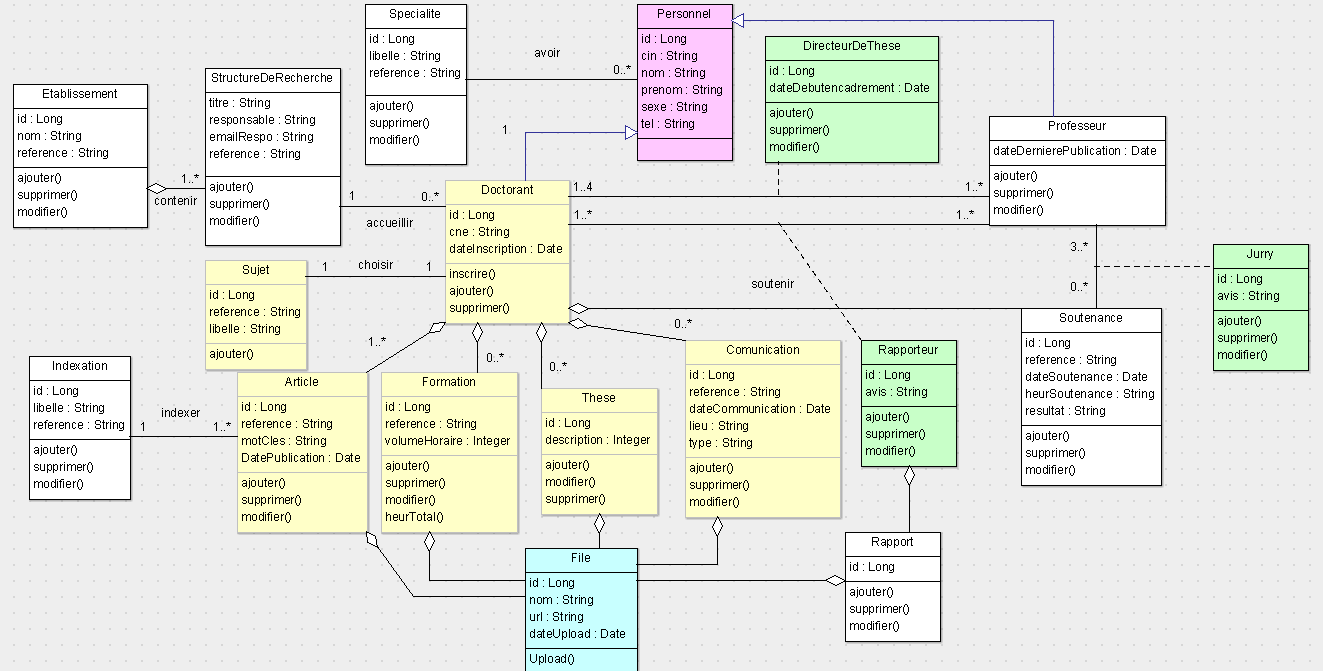 Specialite
id : Long
libelle : String
reference : String
ajouter()
supprimer()
modifier()
avoir
0..*
Personnel
id : Long
cin : String
nom : String
prenom : String
sexe : String
tel : String
DirecteurDeThese
id : Long
dateDebutencadrement : Date
ajouter()
supprimer()
modifier()
Etablissement
id : Long
nom : String
reference : String
ajouter()
supprimer()
modifier()
1..*
contenir
StructureDeRecherche
titre : String
responsable : String
emailRespo : String
reference : String
ajouter()
supprimer()
modifier()
1
0..*
accueillir
1
Professeur
dateDernierePublication : Date
ajouter()
supprimer()
modifier()
Doctorant
id : Long
cne : String
dateInscription : Date
inscrire()
ajouter()
supprimer()
1..4
1..*
1..*
1..*
3..*
0..*
Jurry
id : Long
avis : String
ajouter()
supprimer()
modifier()
Sujet
id : Long
reference : String
libelle : String
ajouter()
1
choisir
1
soutenir
0..*
1..*
0..*
0..*
Soutenance
id : Long
reference : String
dateSoutenance : Date
heurSoutenance : String
resultat : String
ajouter()
supprimer()
modifier()
Indexation
id : Long
libelle : String
reference : String
ajouter()
supprimer()
modifier()
indexer
1
1..*
Article
id : Long
reference : String
motCles : String
DatePublication : Date
ajouter()
supprimer()
modifier()
Formation
id : Long
reference : String
volumeHoraire : Integer
ajouter()
supprimer()
modifier()
heurTotal()
These
id : Long
description : Integer
ajouter()
modifier()
supprimer()
Comunication
id : Long
reference : String
dateCommunication : Date
lieu : String
type : String
ajouter()
supprimer()
modifier()
Rapporteur
id : Long
avis : String
ajouter()
supprimer()
modifier()
File
id : Long
nom : String
url : String
dateUpload : Date
Upload()
Rapport
id : Long
ajouter()
supprimer()
modifier()